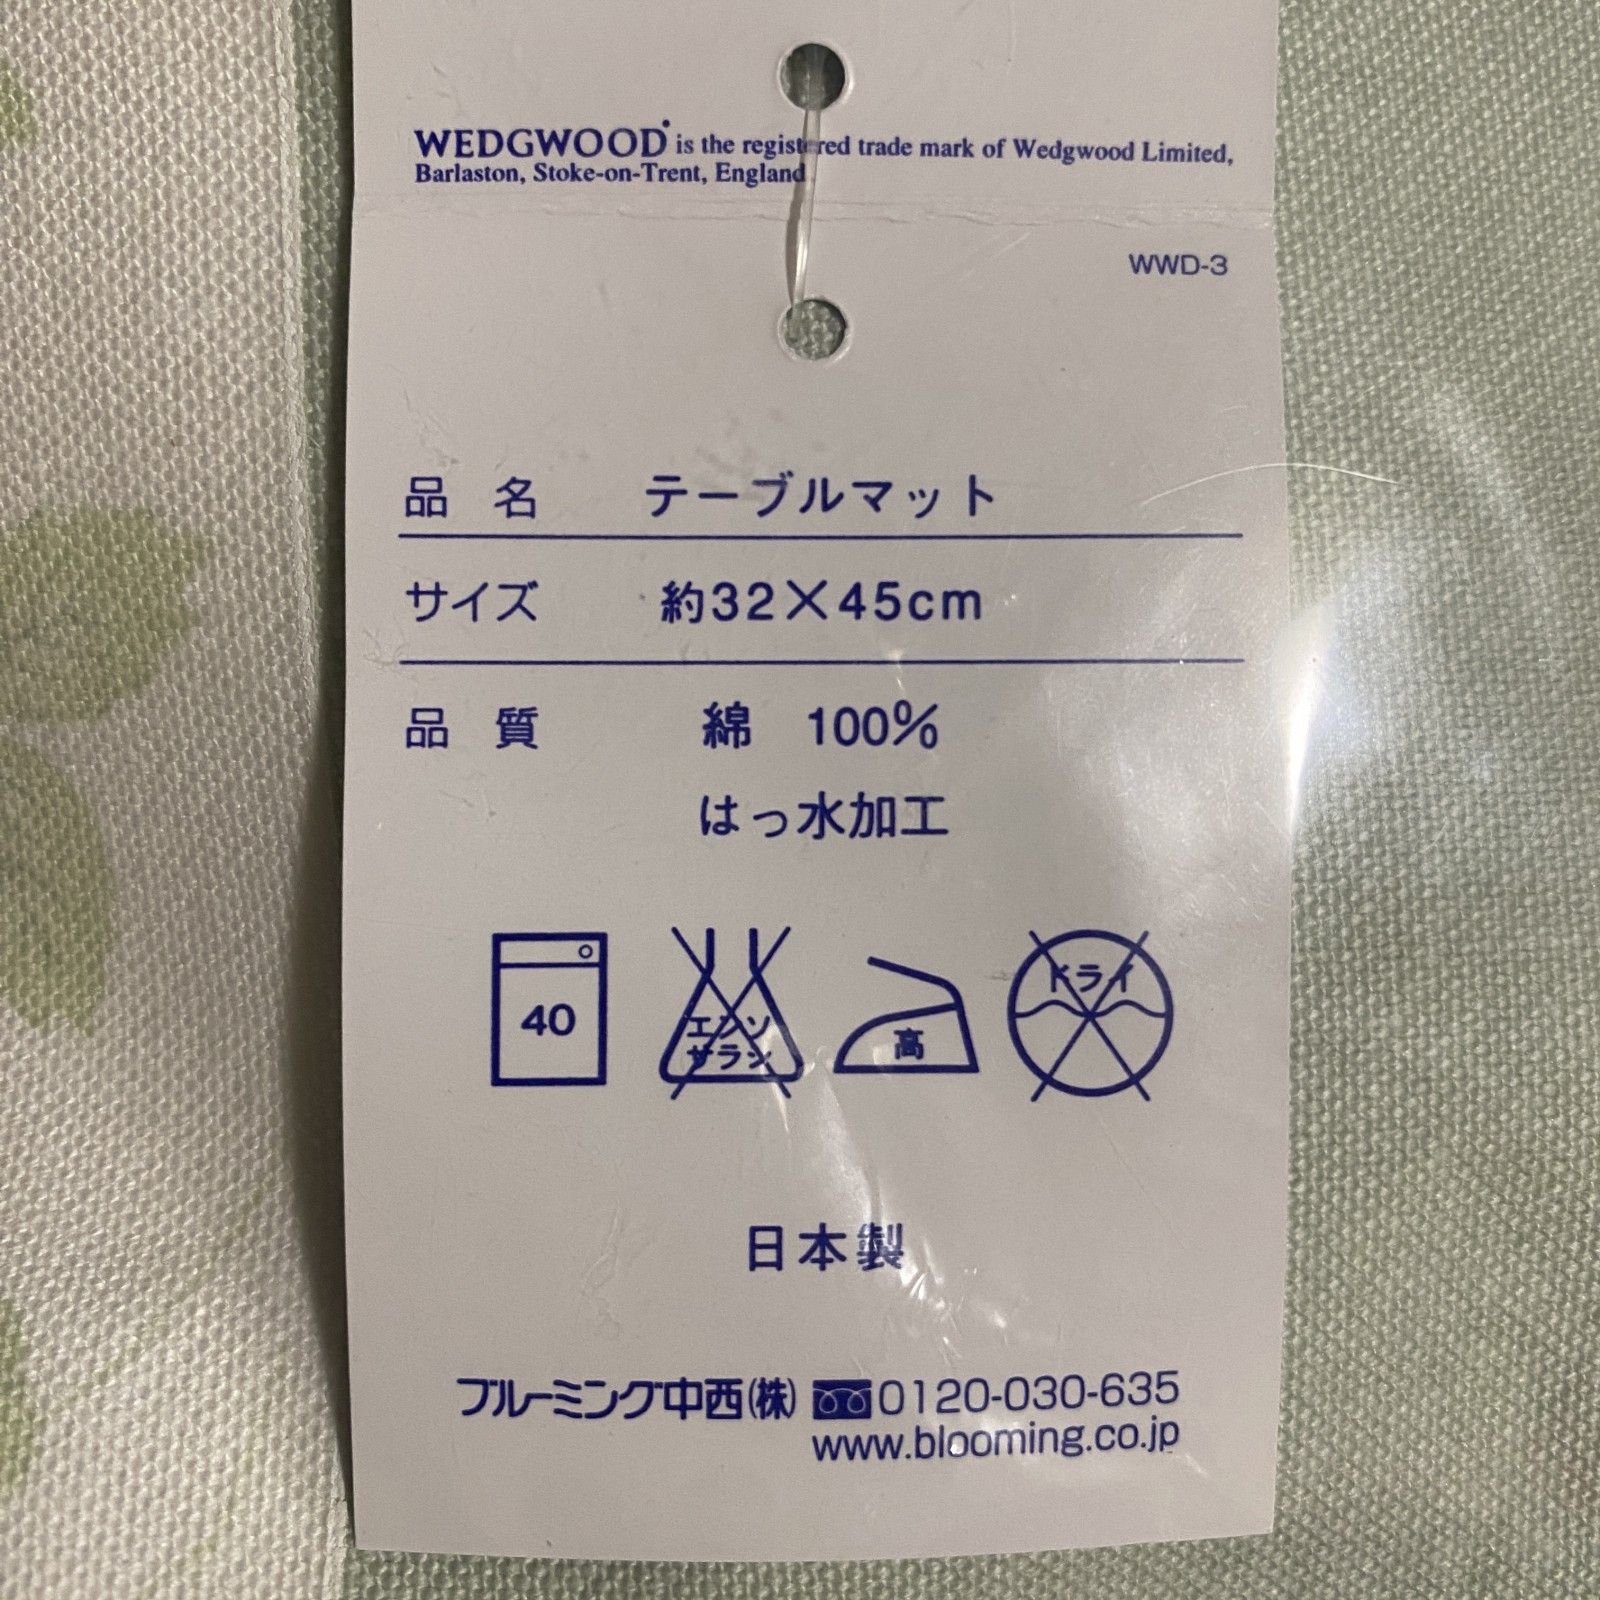 WEDGWOOD® is the registered trade mark of Wedgwood Limited,
Barlaston, Stoke-on-Trent, England
WWD-3
品 名 テーブルマット
サイズ 約32×45cm
品 質 綿 100%
はっ水加工
40
エンソ
サラシ
高
ドライ
日本製
ブルーミング中西(株) 0120-030-635
www.blooming.co.jp